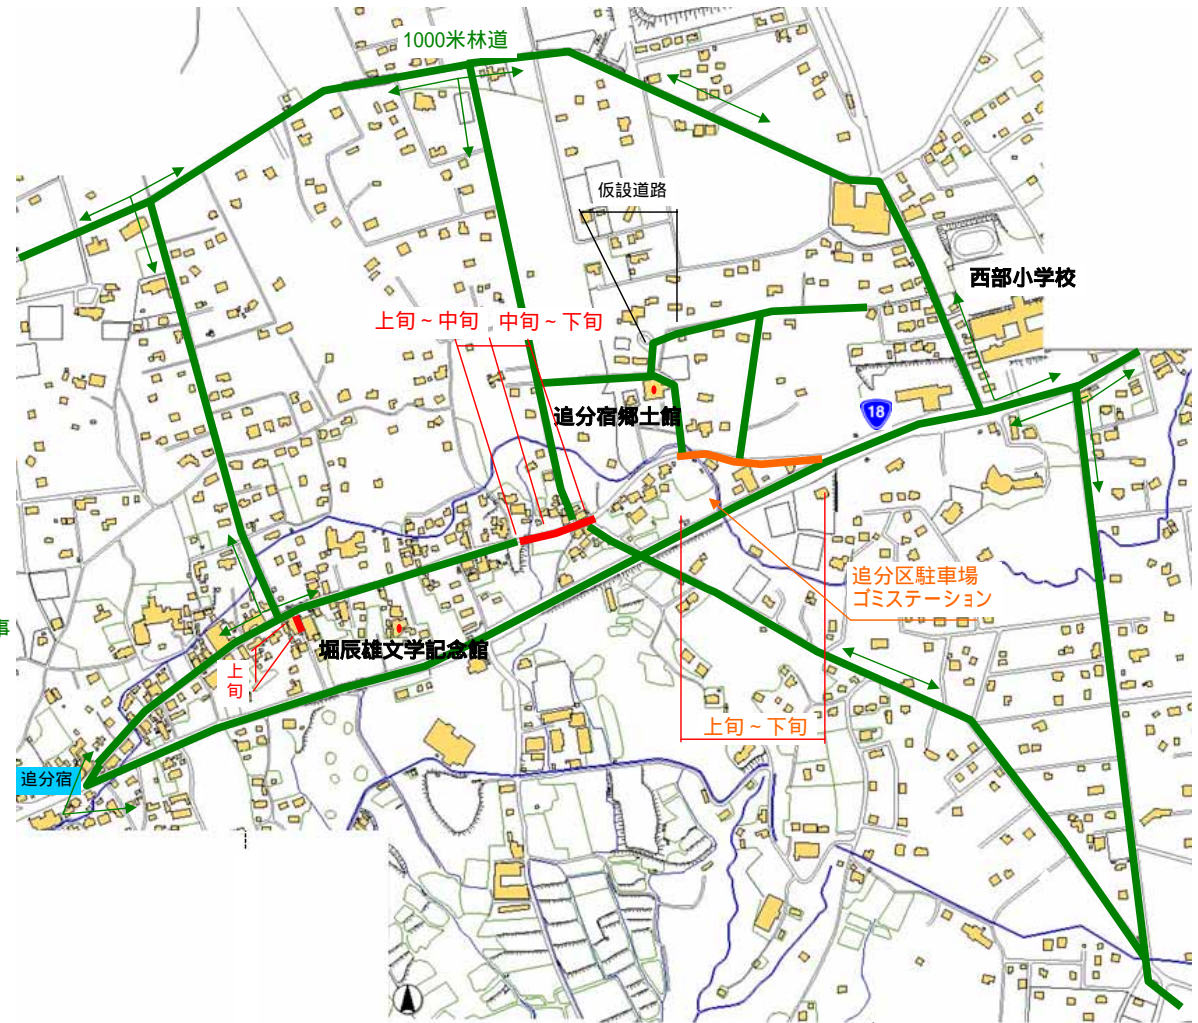 1000米林道
仮設道路
西部小学校
上旬~中旬
中旬~下旬
追分宿郷土館
18
追分区駐車場
ゴミステーション
事
堀辰雄文学記念館
上
旬
上旬~下旬
追分宿